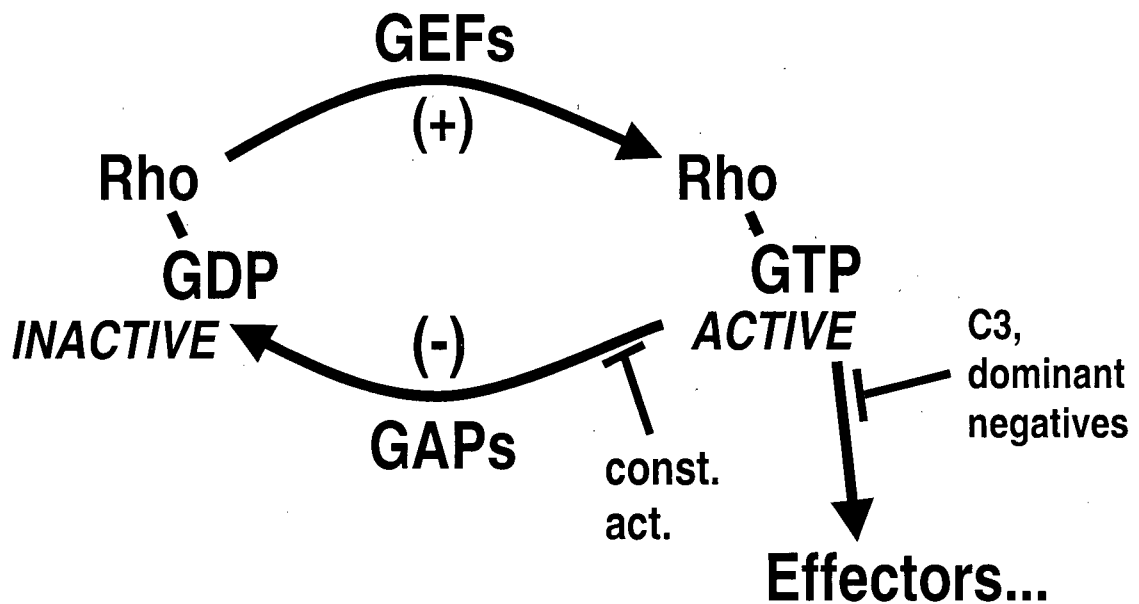 GEFs
(+)
Rho
Rho
GDP
GTP
INACTIVE
ACTIVE
(-)
GAPs
C3,
dominant
negatives
const.
act.
Effectors...